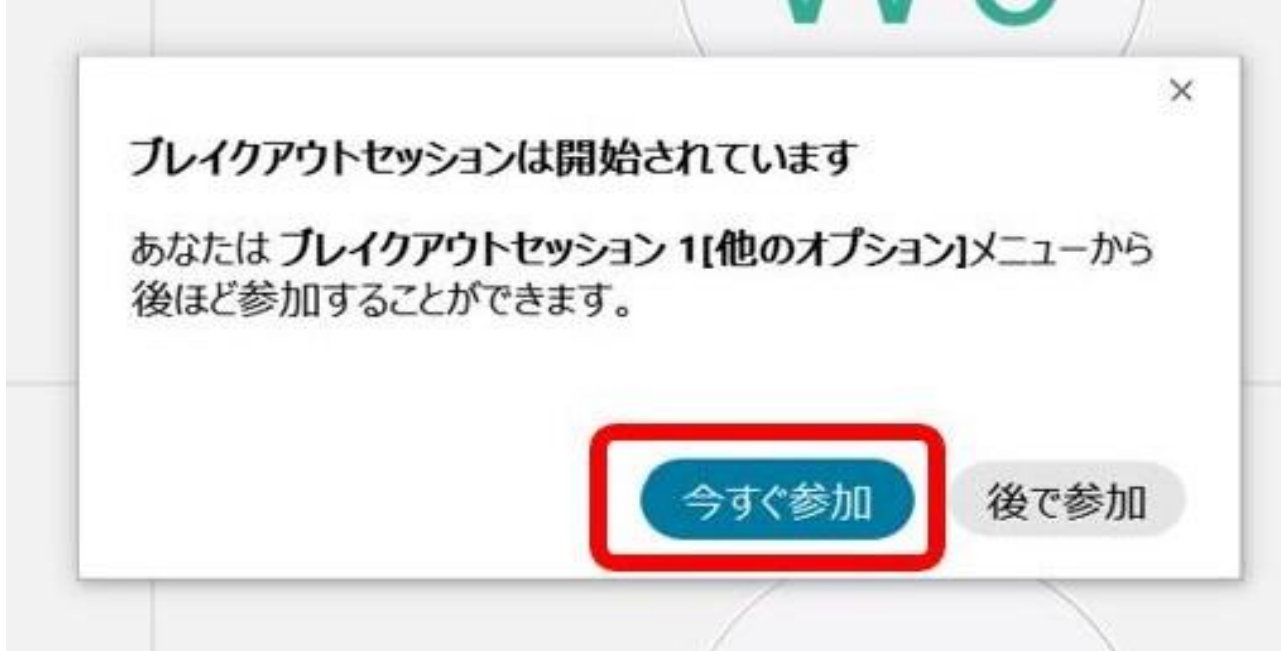 ブレイクアウトセッションは開始されています
あなたは ブレイクアウトセッション 1[他のオプション]メニューから
後ほど参加することができます。
今すぐ参加
後で参加